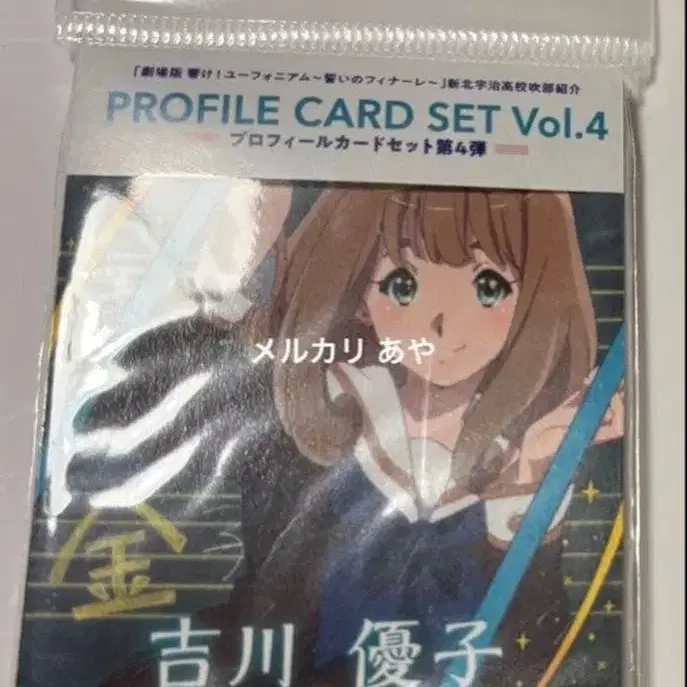 「劇場版 響け！ユーフォニアム～誓いのフィナーレ～」新北宇治高校吹部紹介
PROFILE CARD SET Vol.4
プロフィールカードセット第4弾
メルカリ あや
金
吉川 優子